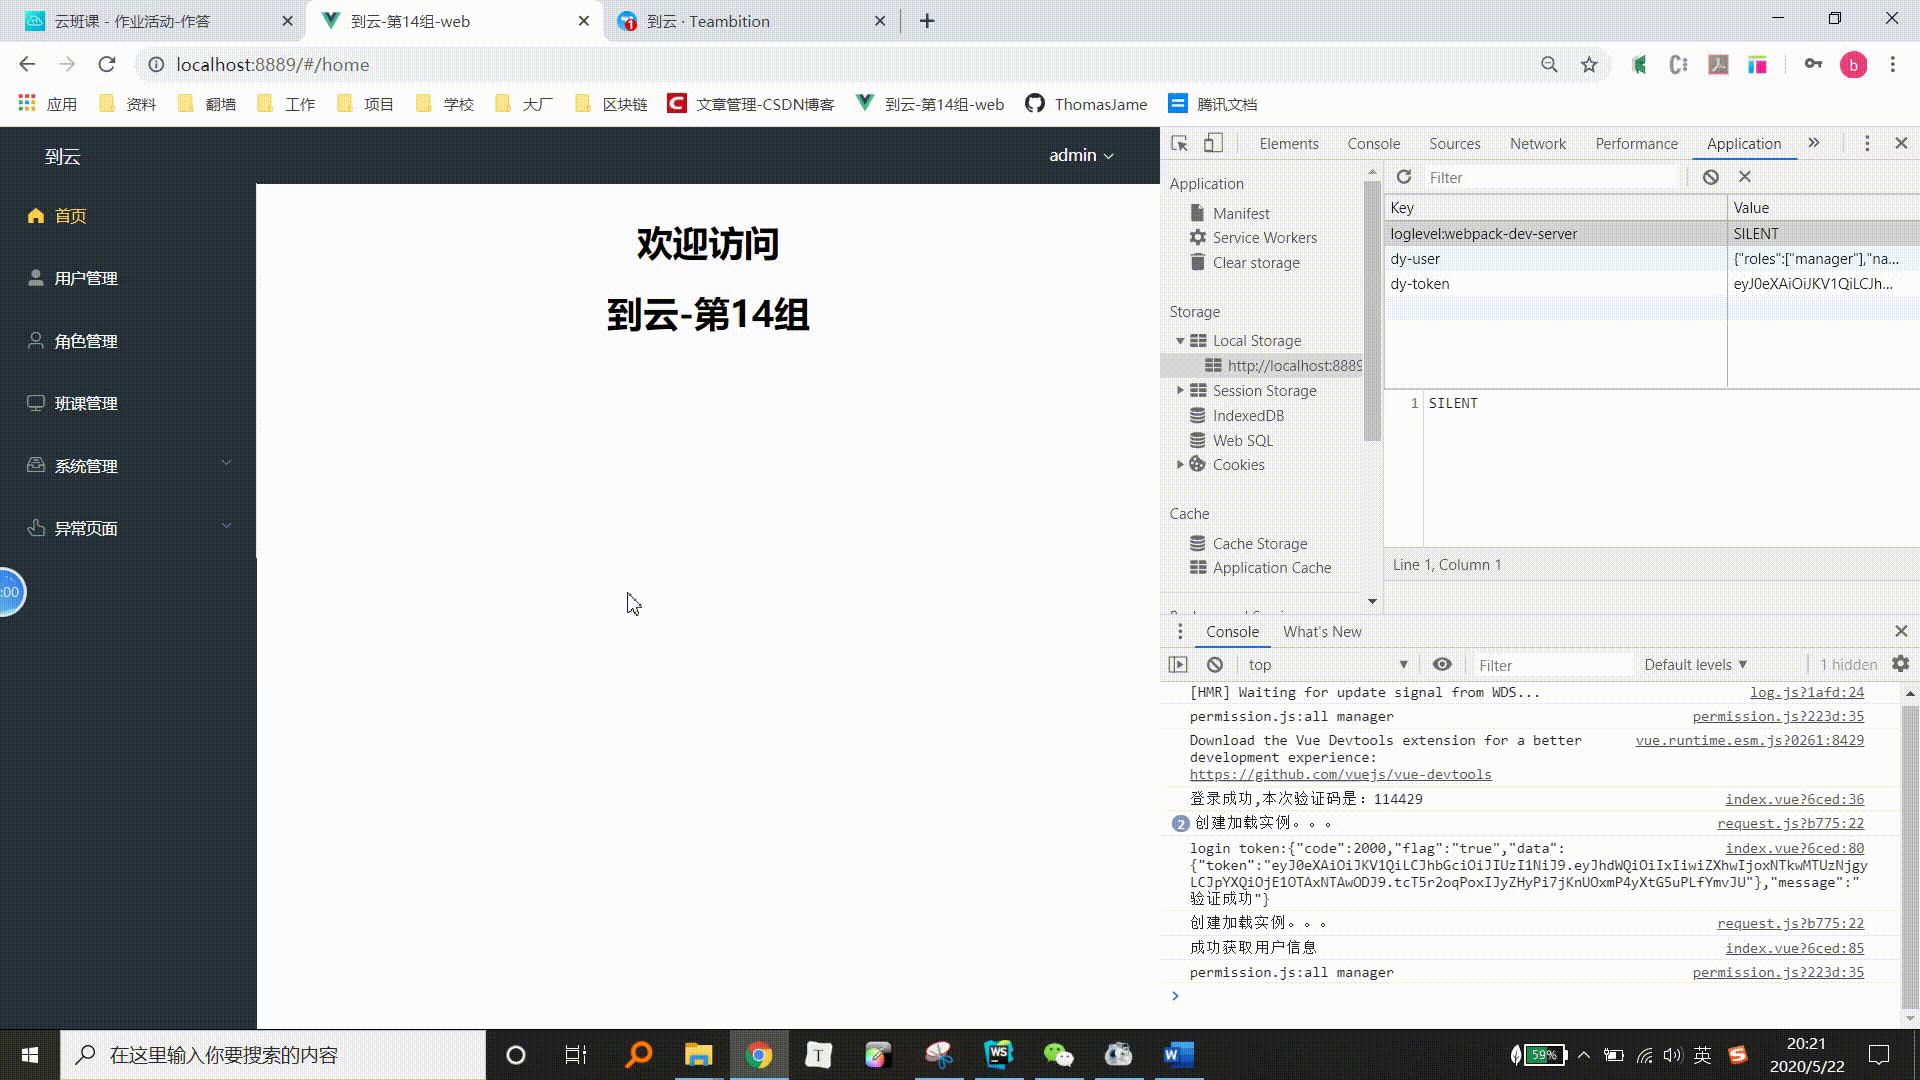 云班课 - 作业活动-作答
到云-第14组-web
到云 · Teambition
localhost:8889/#/home
b
应用
资料
翻墙
工作
项目
学校
大厂
区块链
文章管理-CSDN博客
到云-第14组-web
ThomasJame
腾讯文档
到云
admin
首页
用户管理
角色管理
班课管理
系统管理
异常页面
:00
欢迎访问
到云-第14组
Elements
Console
Sources
Network
Performance
Application
Application
Manifest
Service Workers
Clear storage
Storage
Local Storage
http://localhost:8889
Session Storage
IndexedDB
Web SQL
Cookies
Cache
Cache Storage
Application Cache
Filter
Key
Value
loglevel:webpack-dev-server
SILENT
dy-user
{"roles":["manager"],"na...
dy-token
eyJ0eXAiOiJKV1QiLCJh...
1 SILENT
Line 1, Column 1
Console
What's New
top
Filter
Default levels
1 hidden
[HMR] Waiting for update signal from WDS...
log.js?1afd:24
permission.js:all manager
permission.js?223d:35
Download the Vue Devtools extension for a better
vue.runtime.esm.js?0261:8429
development experience:
https://github.com/vuejs/vue-devtools
登录成功,本次验证码是：114429
index.vue?6ced:36
2 创建加载实例。。。
request.js?b775:22
login token:{"code":2000,"flag":"true","data":
index.vue?6ced:80
{"token":"eyJ0eXAiOiJKV1QiLCJhbGciOiJIUzI1NiJ9.eyJhdWQiOiIxIiwiZXhwIjoxNTkwMTUzNjgy
LCJpYXQiOjE1OTAxNTAwODJ9.tcT5r2oqPoxIJyZHyPi7jKnUOxmP4yXtG5uPLfYmvJU"},"message":"
验证成功"}
创建加载实例。。。
request.js?b775:22
成功获取用户信息
index.vue?6ced:85
permission.js:all manager
permission.js?223d:35
在这里输入你要搜索的内容
59%
英
20:21
2020/5/22